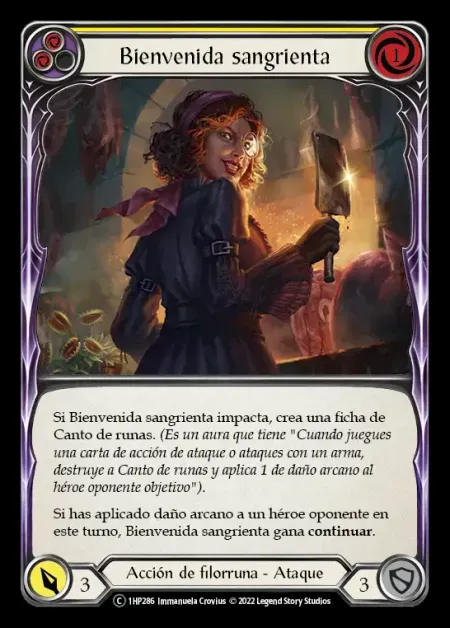 Bienvenida sangrienta
1
Si Bienvenida sangrienta impacta, crea una ficha de
Canto de runas. (Es un aura que tiene "Cuando juegues
una carta de acción de ataque o ataques con un arma,
destruye a Canto de runas y aplica 1 de daño arcano al
héroe oponente objetivo").
Si has aplicado daño arcano a un héroe oponente en
este turno, Bienvenida sangrienta gana continuar.
3
Acción de filorruna - Ataque
3
C 1HP286 Immanuela Crovius © 2022 Legend Story Studios